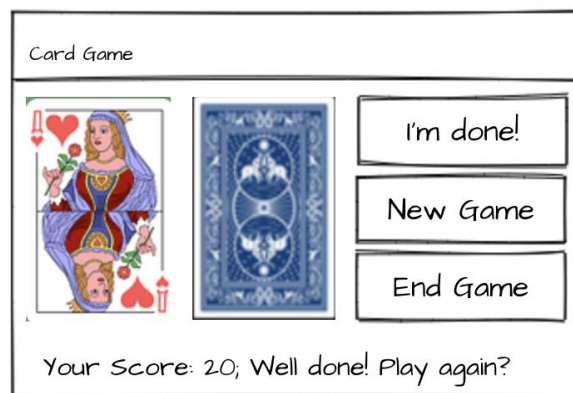 Card Game
Д
I'm done!
New Game
End Game
Your Score: 20; Well done! Play again?
Д